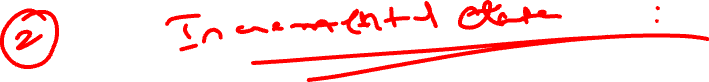 ② Incremental State :